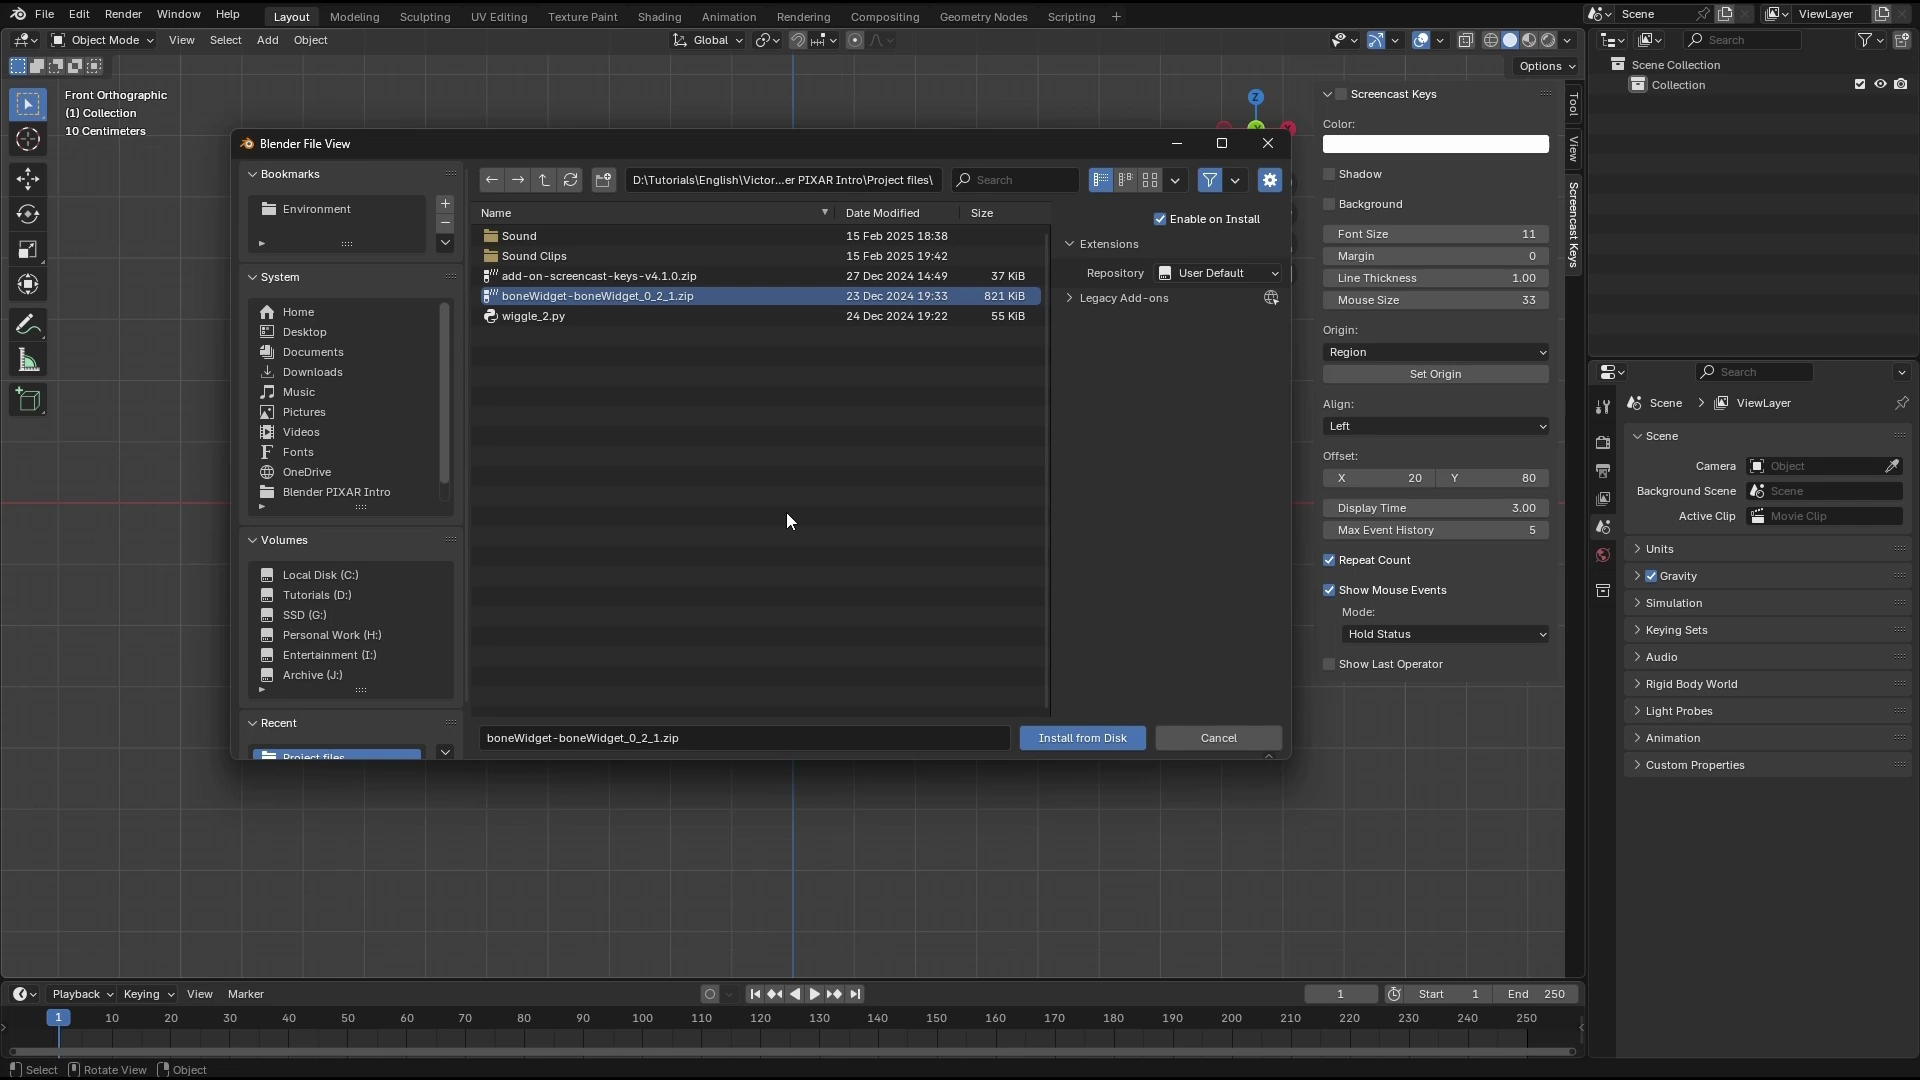 File Edit Render Window Help Layout Modeling Sculpting UV Editing Texture Paint Shading Animation Rendering Compositing Geometry Nodes Scripting + Scene ViewLayer
Object Mode View Select Add Object Global Search
Options
Front Orthographic
(1) Collection
10 Centimeters
Z
Scene Collection
Collection
Blender File View
Bookmarks
Environment
System
Home
Desktop
Documents
Downloads
Music
Pictures
Videos
Fonts
OneDrive
Blender PIXAR Intro
Volumes
Local Disk (C:)
Tutorials (D:)
SSD (G:)
Personal Work (H:)
Entertainment (I:)
Archive (J:)
Recent
Project files
D:\Tutorials\English\Victor...er PIXAR Intro\Project files\ Search
Name Date Modified Size
Sound 15 Feb 2025 18:38
Sound Clips 15 Feb 2025 19:42
add-on-screencast-keys-v4.1.0.zip 27 Dec 2024 14:49 37 KiB
boneWidget-boneWidget_0_2_1.zip 23 Dec 2024 19:33 821 KiB
wiggle_2.py 24 Dec 2024 19:22 55 KiB
Enable on Install
Extensions
Repository User Default
Legacy Add-ons
boneWidget-boneWidget_0_2_1.zip Install from Disk Cancel
Screencast Keys
Color:
Shadow
Background
Font Size 11
Margin 0
Line Thickness 1.00
Mouse Size 33
Origin:
Region
Set Origin
Align:
Left
Offset:
X 20 Y 80
Display Time 3.00
Max Event History 5
Repeat Count
Show Mouse Events
Mode:
Hold Status
Show Last Operator
Tool
View
Screencast Keys
Search
Scene > ViewLayer
Scene
Camera Object
Background Scene Scene
Active Clip Movie Clip
Units
Gravity
Simulation
Keying Sets
Audio
Rigid Body World
Light Probes
Animation
Custom Properties
Playback Keying View Marker 1 Start 1 End 250
1 10 20 30 40 50 60 70 80 90 100 110 120 130 140 150 160 170 180 190 200 210 220 230 240 250
Select Rotate View Object